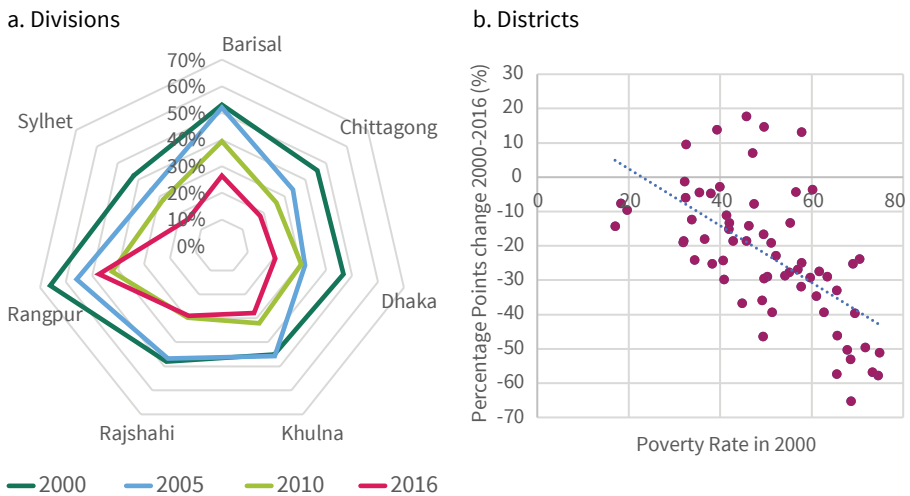 a. Divisions
Barisal
70%
60%
50%
40%
30%
20%
10%
0%
Sylhet
Chittagong
Rangpur
Dhaka
Rajshahi
Khulna
2000 2005 2010 2016
b. Districts
Percentage Points change 2000-2016 (%)
30
20
10
0
-10
-20
-30
-40
-50
-60
-70
0 20 40 60 80
Poverty Rate in 2000